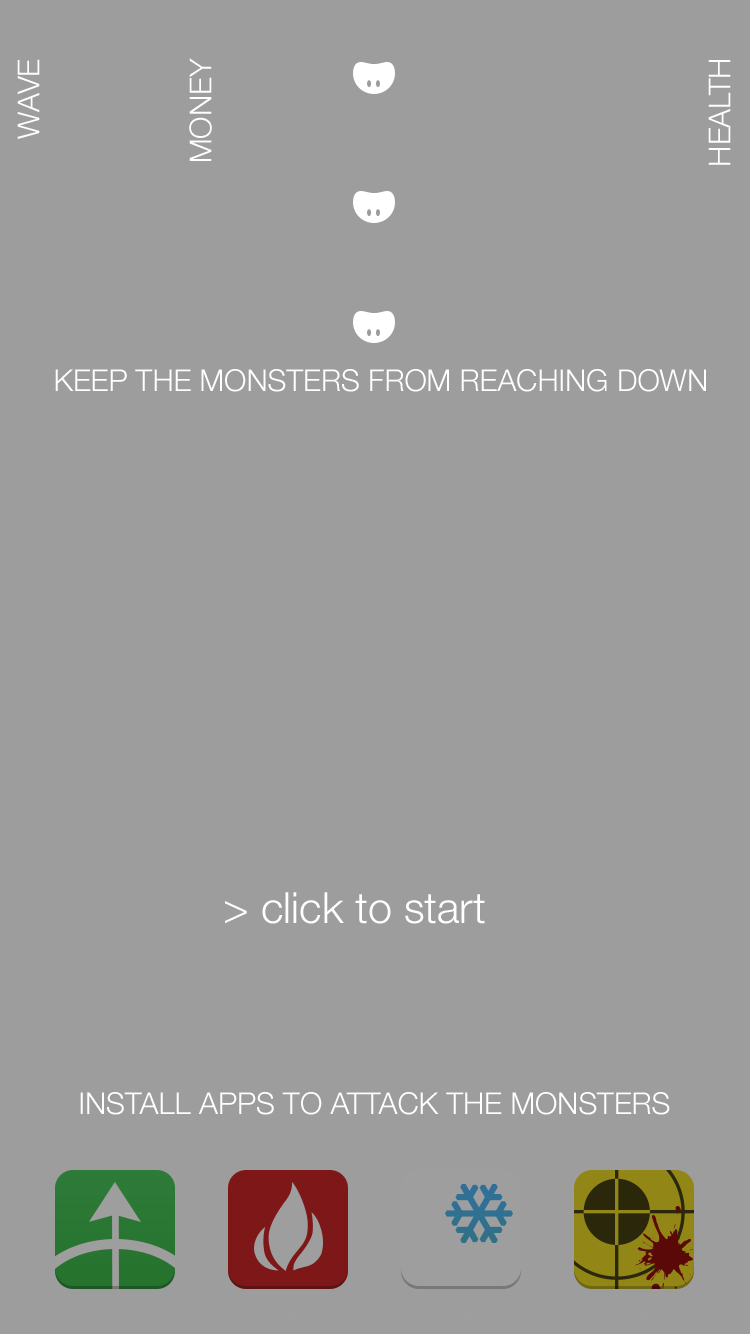 WAVE
MONEY
HEALTH
KEEP THE MONSTERS FROM REACHING DOWN
> click to start
INSTALL APPS TO ATTACK THE MONSTERS